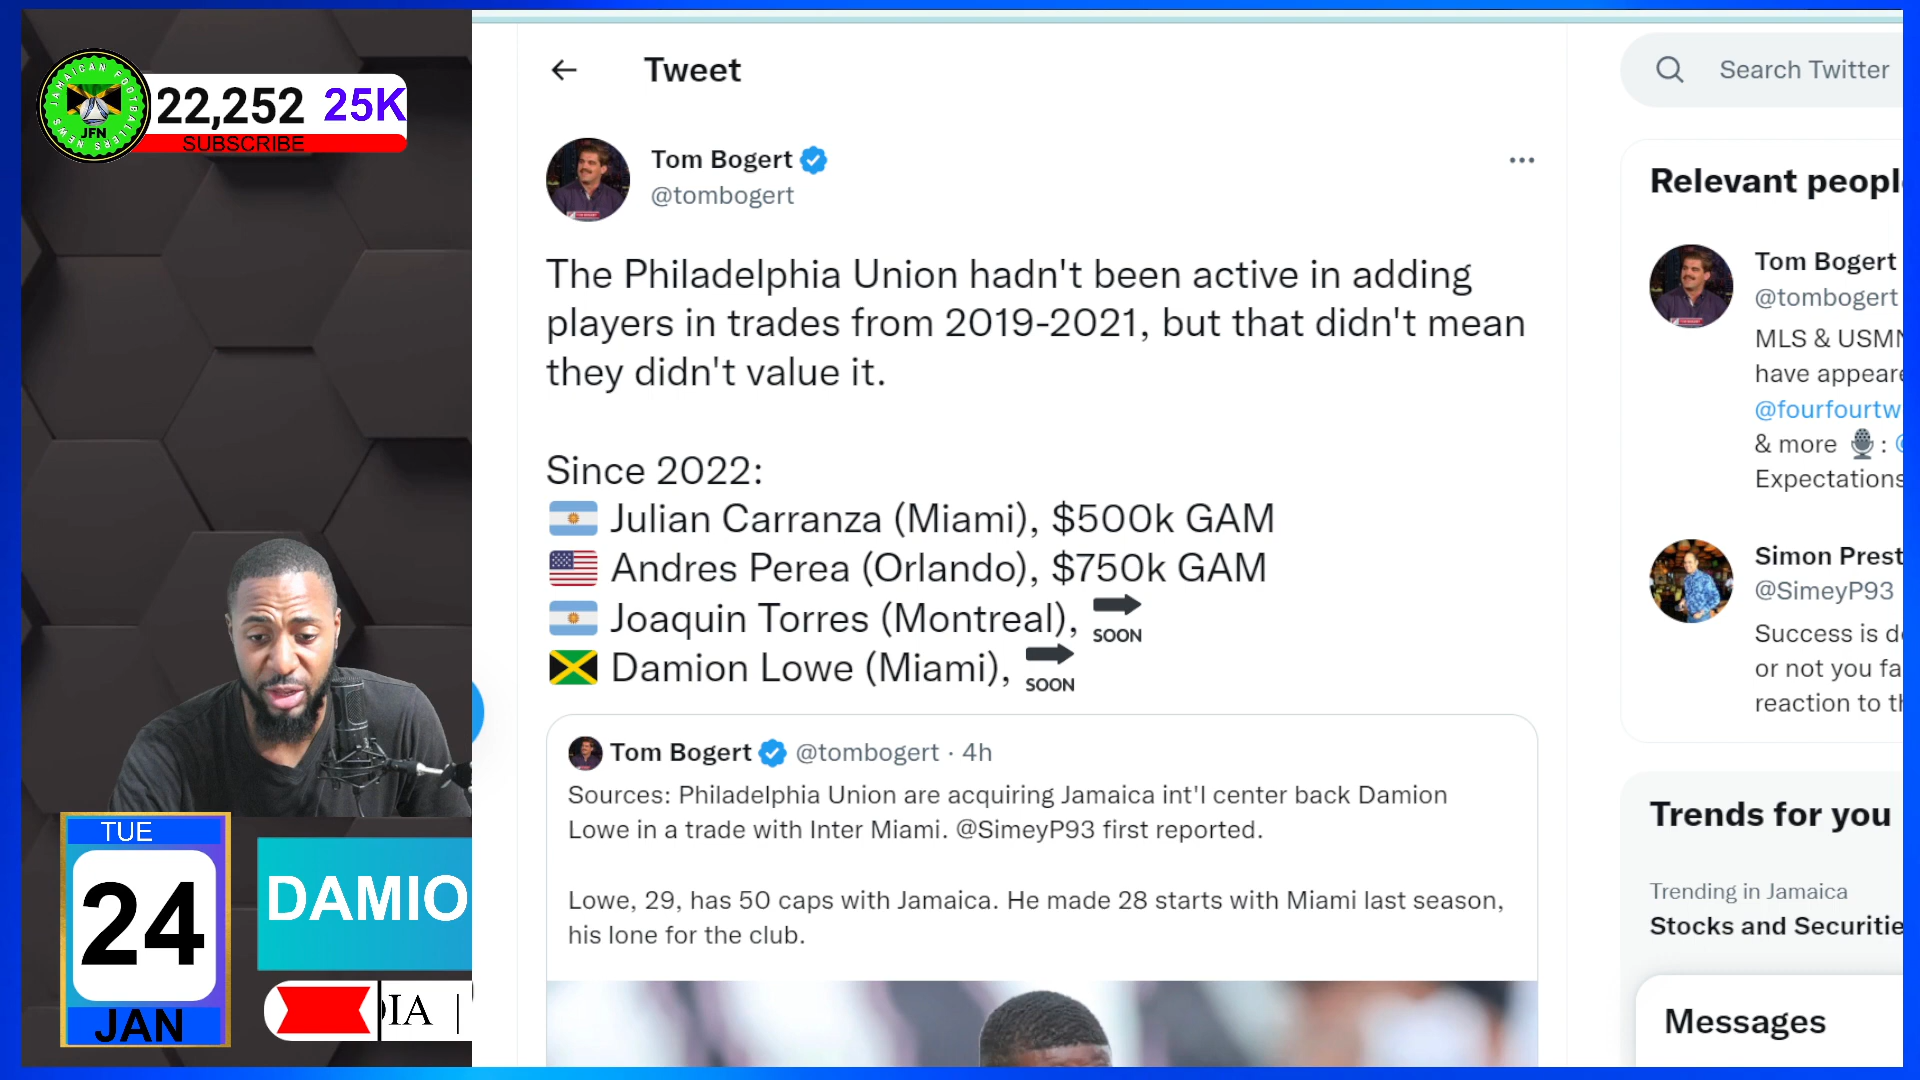 JAMAICAN FOOTBALLERS NEWS
JFN
22,252 25K
SUBSCRIBE
TUE
24
JAN
DAMIO
IA |
Tweet
Tom Bogert
@tombogert
The Philadelphia Union hadn't been active in adding
players in trades from 2019-2021, but that didn't mean
they didn't value it.
Since 2022:
Julian Carranza (Miami), $500k GAM
Andres Perea (Orlando), $750k GAM
Joaquin Torres (Montreal), SOON
Damion Lowe (Miami), SOON
Tom Bogert @tombogert · 4h
Sources: Philadelphia Union are acquiring Jamaica int'l center back Damion
Lowe in a trade with Inter Miami. @SimeyP93 first reported.
Lowe, 29, has 50 caps with Jamaica. He made 28 starts with Miami last season,
his lone for the club.
Search Twitter
Relevant peopl
Tom Bogert
@tombogert
MLS & USMN
have appeare
@fourfourtw
& more : @
Expectations
Simon Prest
@SimeyP93
Success is d
or not you fa
reaction to t
Trends for you
Trending in Jamaica
Stocks and Securitie
Messages